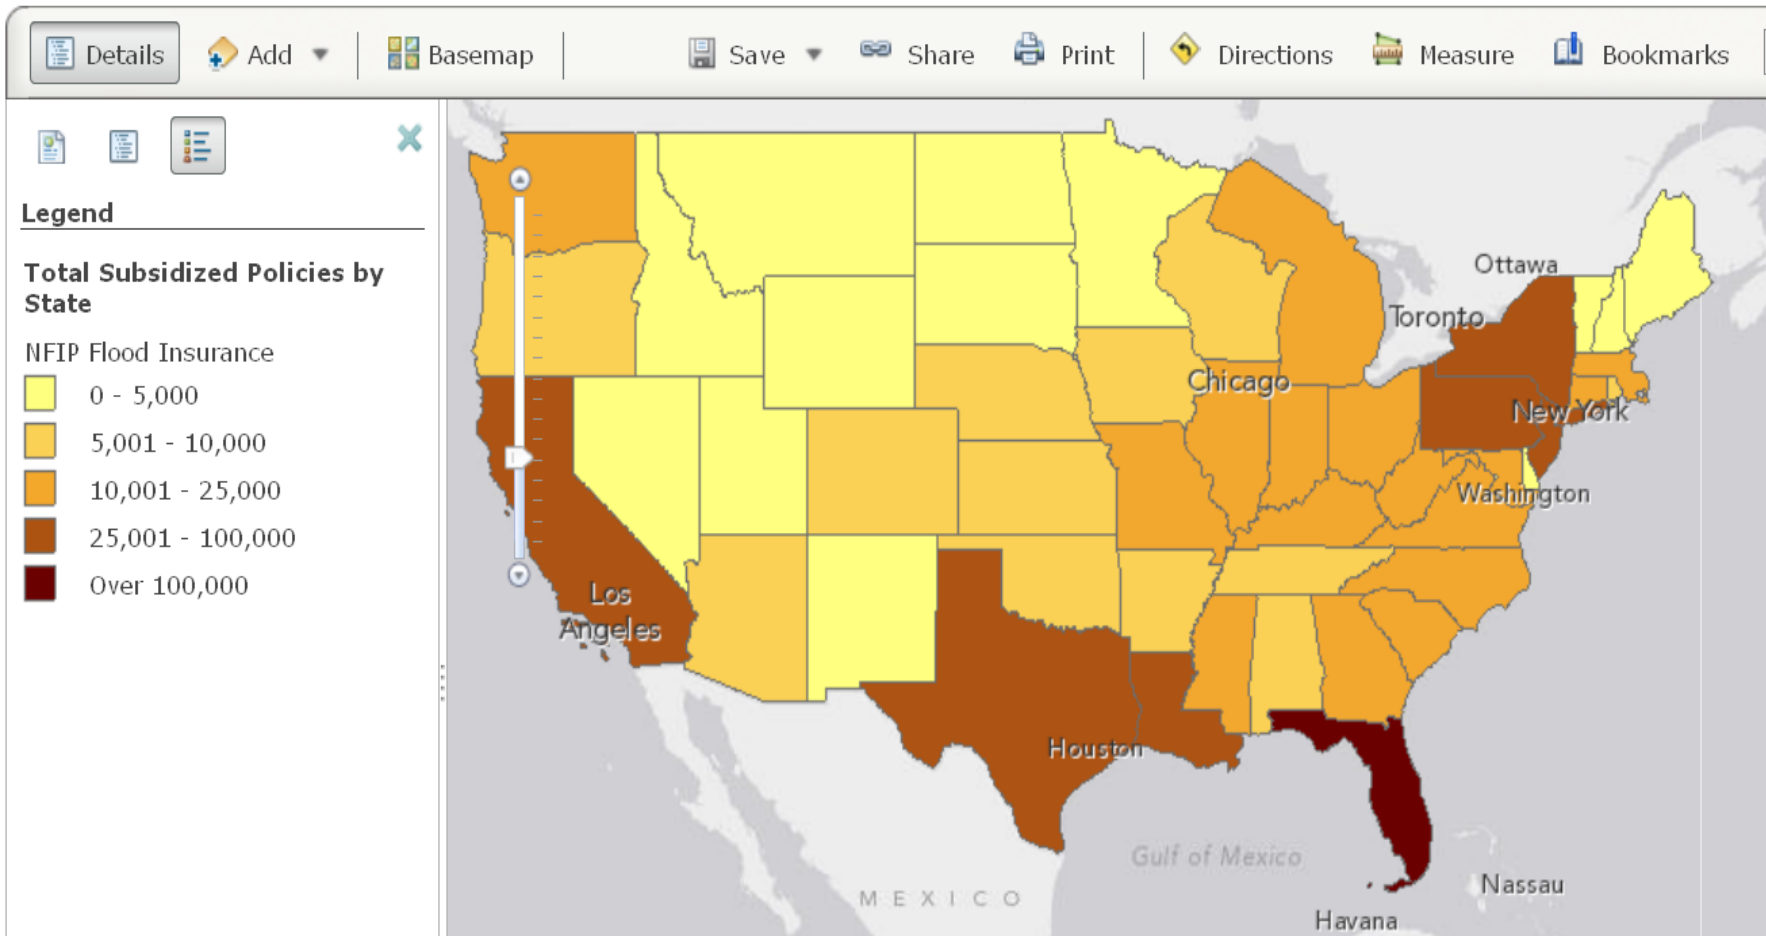 Details Add Basemap Save Share Print Directions Measure Bookmarks
Legend
Total Subsidized Policies by
State
NFIP Flood Insurance
0 - 5,000
5,001 - 10,000
10,001 - 25,000
25,001 - 100,000
Over 100,000
Ottawa
Toronto
Chicago
New York
Washington
Los
Angeles
Houston
Gulf of Mexico
MEXICO
Nassau
Havana